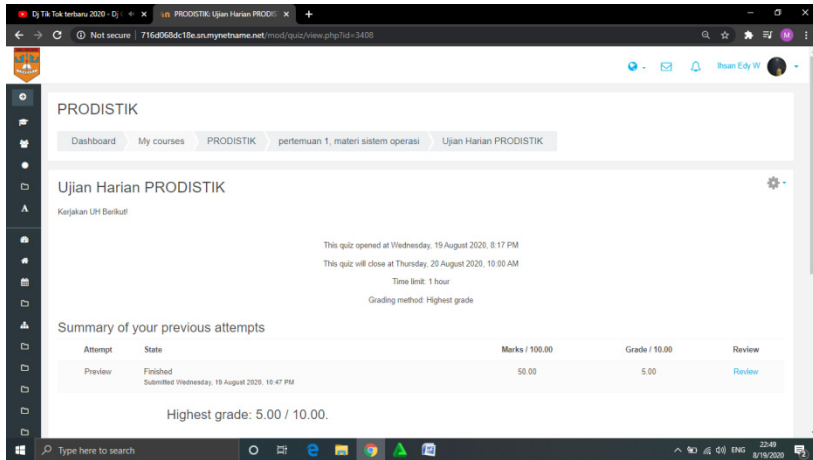 Dj Tik Tok terbaru 2020 - Dj
PRODISTIK: Ujian Harian PRODIS
Not secure | 716d068dc18e.sn.mynetname.net/mod/quiz/view.php?id=3408
M
Ihsan Edy W
PRODISTIK
Dashboard My courses PRODISTIK pertemuan 1, materi sistem operasi Ujian Harian PRODISTIK
Ujian Harian PRODISTIK
Kerjakan UH Berikut!
This quiz opened at Wednesday, 19 August 2020, 8:17 PM
This quiz will close at Thursday, 20 August 2020, 10:00 AM
Time limit: 1 hour
Grading method: Highest grade
Summary of your previous attempts
Attempt State Marks / 100.00 Grade / 10.00 Review
Preview Finished 50.00 5.00 Review
Submitted Wednesday, 19 August 2020, 10:47 PM
Highest grade: 5.00 / 10.00.
Type here to search
ENG
22:49
8/19/2020